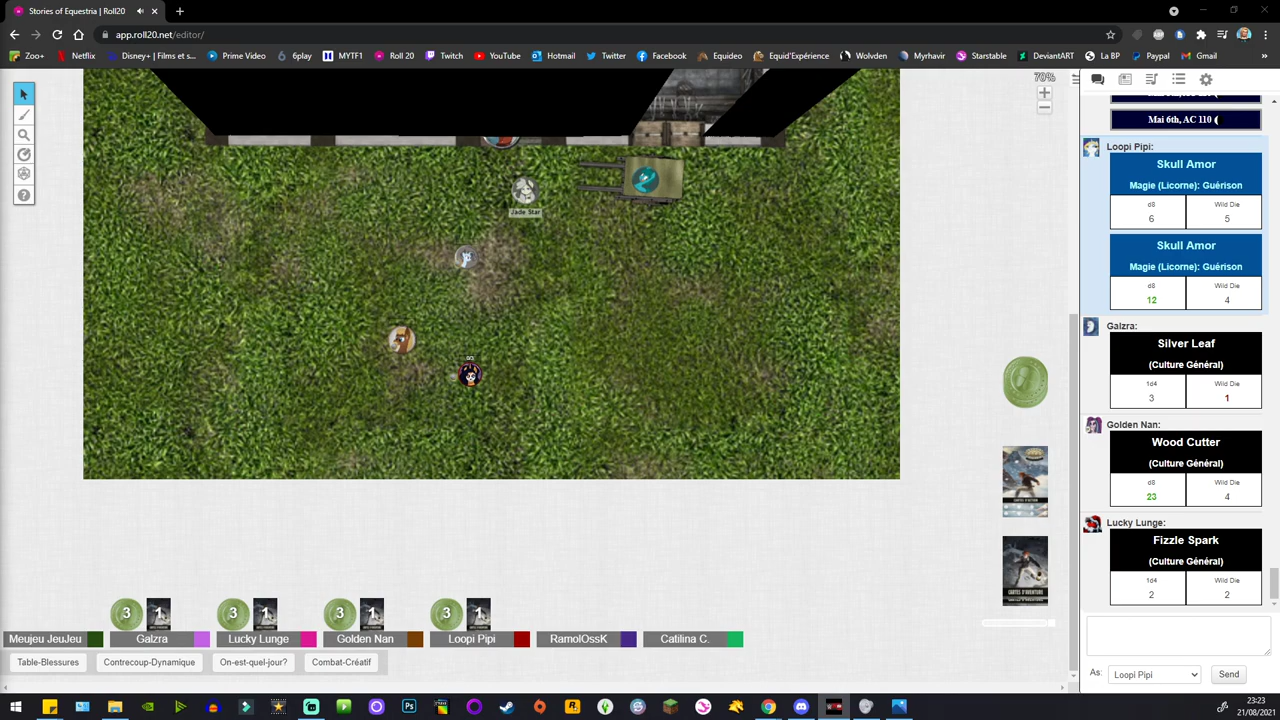 Stories of Equestria | Roll20
app.roll20.net/editor/
Zoo+ Netflix Disney+ | Films et s... Prime Video 6play MYTF1 Roll 20 Twitch YouTube Hotmail Twitter Facebook Equideo Equid'Expérience Wolvden Myrhavir Starstable DeviantART La BP Paypal Gmail »
70%
Mai 6th, AC 110 (
Loopi Pipi:
Skull Amor
Magie (Licorne): Guérison
d8 Wild Die
6 5
Skull Amor
Magie (Licorne): Guérison
d8 Wild Die
12 4
Galzra:
Silver Leaf
(Culture Général)
1d4 Wild Die
3 1
Golden Nan:
Wood Cutter
(Culture Général)
d8 Wild Die
23 4
Lucky Lunge:
Fizzle Spark
(Culture Général)
1d4 Wild Die
2 2
Jade Star
CARTES D'ACTION
CARTES D'AVENTURE
3 1 3 1 3 1 3 1
Meujeu JeuJeu Galzra Lucky Lunge Golden Nan Loopi Pipi RamolOssK Catilina C.
Table-Blessures Contrecoup-Dynamique On-est-quel-jour? Combat-Créatif
As: Loopi Pipi Send
23:23
21/08/2021